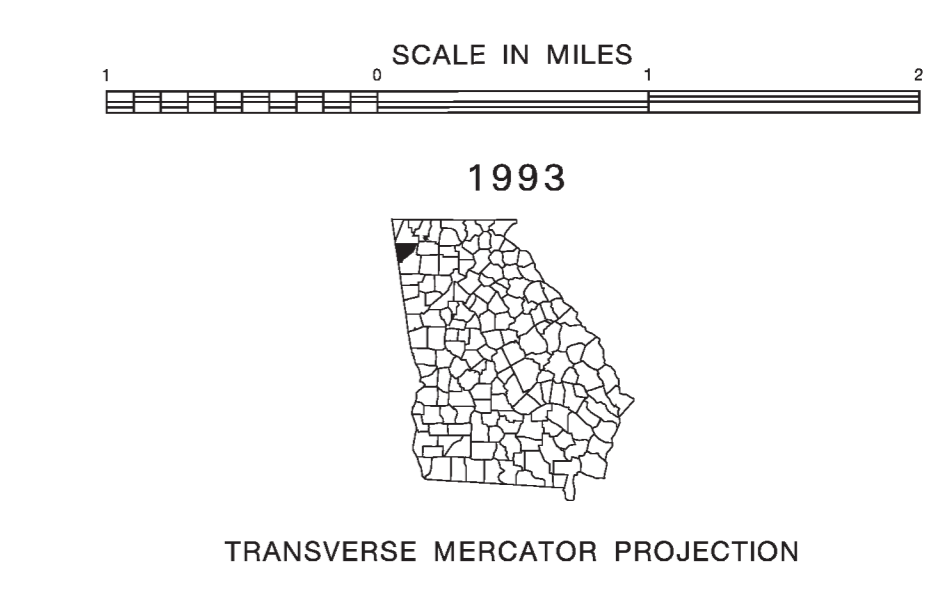 SCALE IN MILES
1 0 1 2
1993
TRANSVERSE MERCATOR PROJECTION